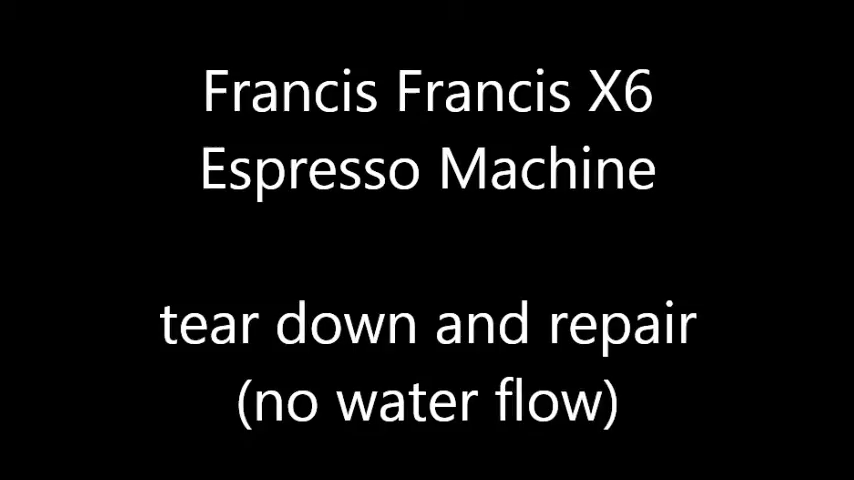 Francis Francis X6
Espresso Machine
tear down and repair
(no water flow)